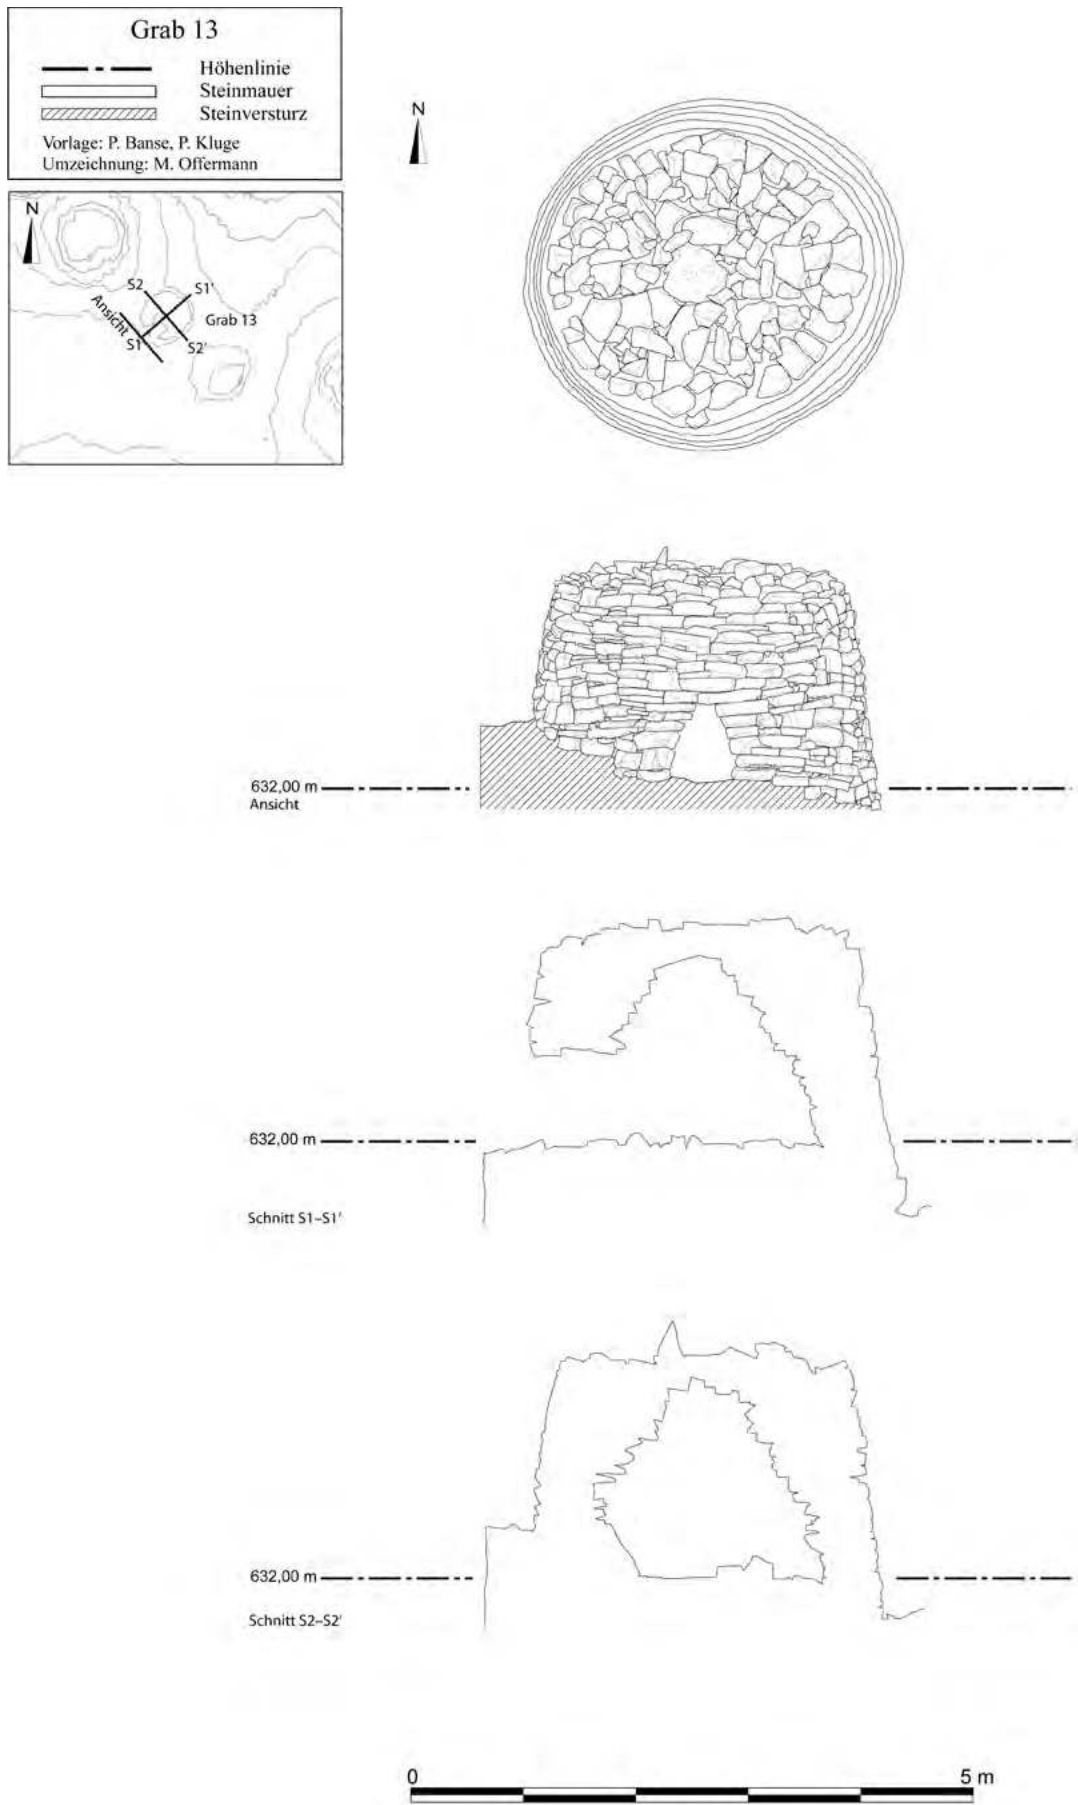 Grab 13
Höhenlinie
Steinmauer
Steinversturz
Vorlage: P. Banse, P. Kluge
Umzeichnung: M. Offermann
N
N
S2
S1'
Ansicht
Grab 13
S1
S2'
632,00 m
Ansicht
632,00 m
Schnitt S1–S1'
632,00 m
Schnitt S2–S2'
0
5 m